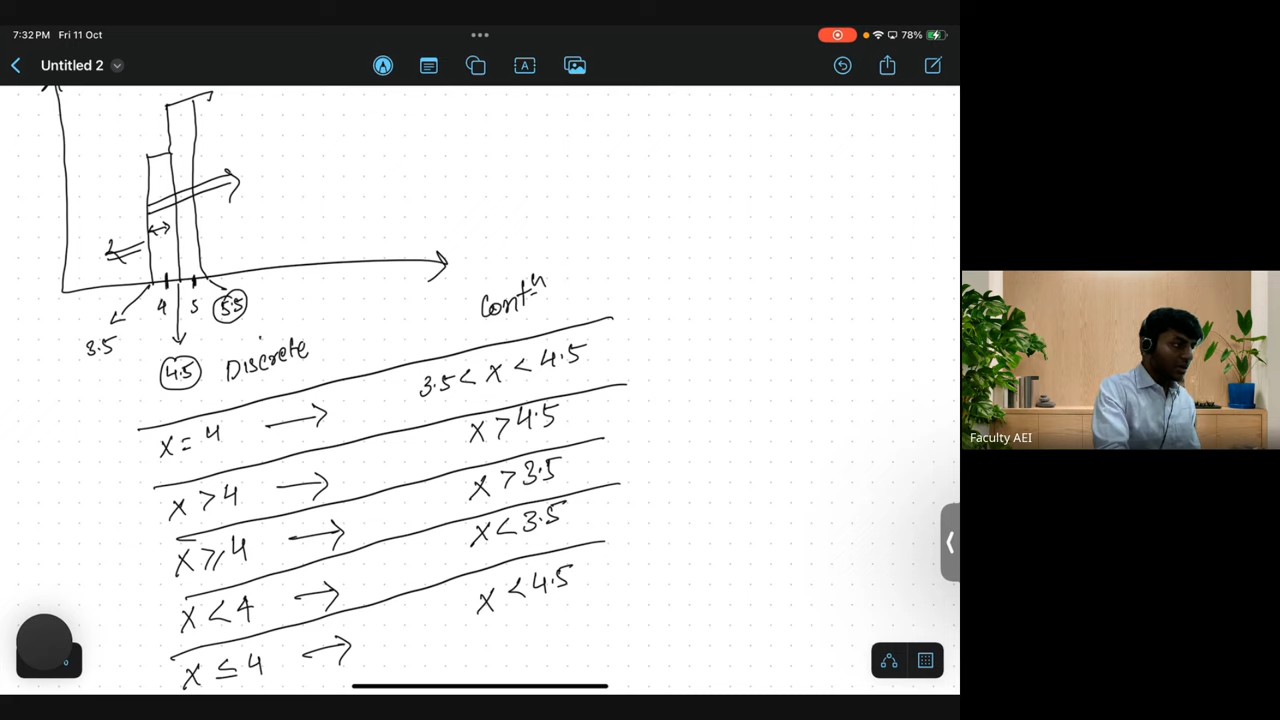 7:32 PM Fri 11 Oct
78%
Untitled 2
A
4 5 5.5
3.5
4.5 Discrete
Contⁿ
x = 4 → 3.5 < x < 4.5
x > 4 → x > 4.5
x ≥ 4 → x > 3.5
x < 4 → x < 3.5
x ≤ 4 → x < 4.5
Faculty AEI